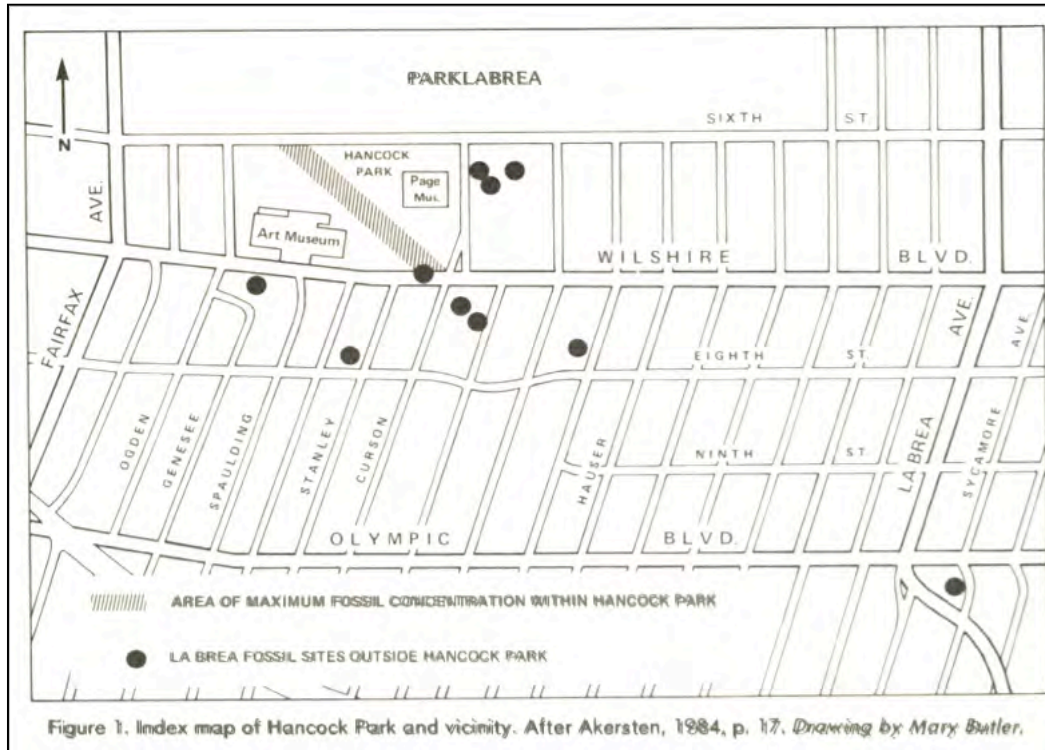 PARKLABREA
SIXTH ST.
N
HANCOCK
PARK
Page
Mus.
AVE.
Art Museum
WILSHIRE BLVD.
FAIRFAX
AVE.
AVE.
EIGHTH ST.
OGDEN
GENESEE
SPAULDING
STANLEY
CURSON
HAUSER
NINTH ST.
LA BREA
SYCAMORE
OLYMPIC BLVD.
AREA OF MAXIMUM FOSSIL CONCENTRATION WITHIN HANCOCK PARK
LA BREA FOSSIL SITES OUTSIDE HANCOCK PARK
Figure 1. Index map of Hancock Park and vicinity. After Akersten, 1984, p. 17. Drawing by Mary Butler.